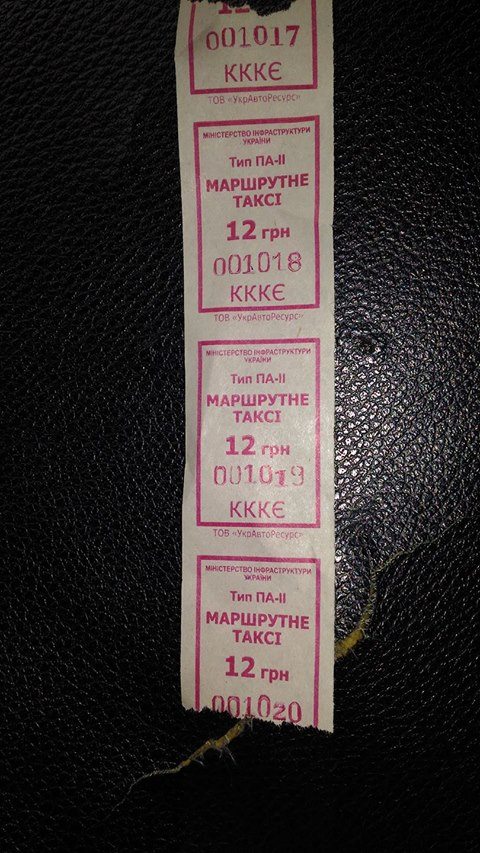 001017
КККЄ
ТОВ «УкрАвтоРесурс»
МІНІСТЕРСТВО ІНФРАСТРУКТУРИ
УКРАЇНИ
Тип ПА-ІІ
МАРШРУТНЕ
ТАКСІ
12 грн
001018
КККЄ
ТОВ «УкрАвтоРесурс»
МІНІСТЕРСТВО ІНФРАСТРУКТУРИ
УКРАЇНИ
Тип ПА-ІІ
МАРШРУТНЕ
ТАКСІ
12 грн
001019
КККЄ
ТОВ «УкрАвтоРесурс»
МІНІСТЕРСТВО ІНФРАСТРУКТУРИ
УКРАЇНИ
Тип ПА-ІІ
МАРШРУТНЕ
ТАКСІ
12 грн
001020